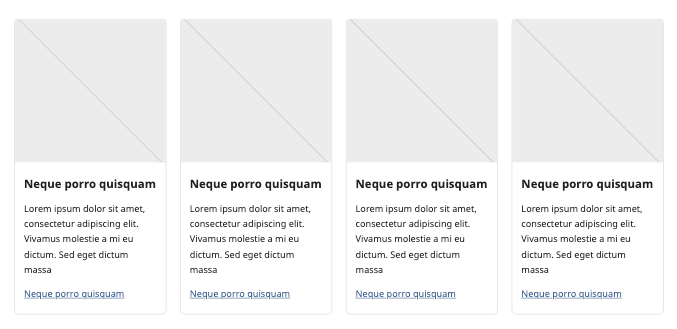 Neque porro quisquam
Lorem ipsum dolor sit amet,
consectetur adipiscing elit.
Vivamus molestie a mi eu
dictum. Sed eget dictum
massa
Neque porro quisquam
Neque porro quisquam
Lorem ipsum dolor sit amet,
consectetur adipiscing elit.
Vivamus molestie a mi eu
dictum. Sed eget dictum
massa
Neque porro quisquam
Neque porro quisquam
Lorem ipsum dolor sit amet,
consectetur adipiscing elit.
Vivamus molestie a mi eu
dictum. Sed eget dictum
massa
Neque porro quisquam
Neque porro quisquam
Lorem ipsum dolor sit amet,
consectetur adipiscing elit.
Vivamus molestie a mi eu
dictum. Sed eget dictum
massa
Neque porro quisquam